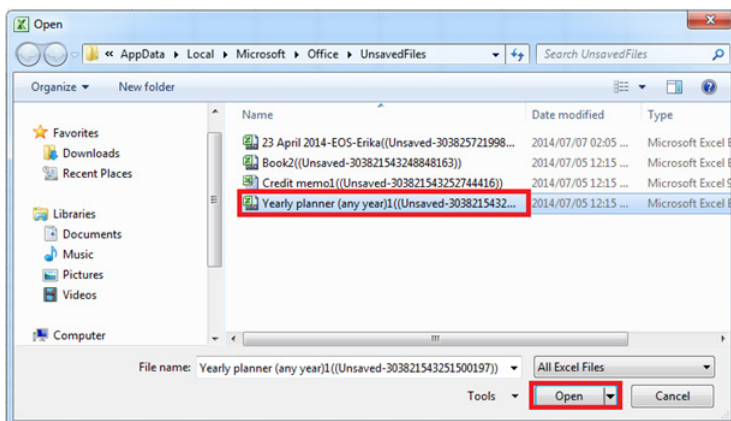 Open
« AppData ▸ Local ▸ Microsoft ▸ Office ▸ UnsavedFiles
Search UnsavedFiles
Organize
New folder
Name Date modified Type
Favorites
Downloads
Recent Places
Libraries
Documents
Music
Pictures
Videos
Computer
23 April 2014-EOS-Erika((Unsaved-303825721998... 2014/07/07 02:05 ... Microsoft Excel
Book2((Unsaved-303821543248848163)) 2014/07/05 12:15 ... Microsoft Excel
Credit memo1((Unsaved-303821543252744416)) 2014/07/05 12:15 ... Microsoft Excel 9
Yearly planner (any year)1((Unsaved-3038215432... 2014/07/05 12:15 ... Microsoft Excel
File name: Yearly planner (any year)1((Unsaved-303821543251500197)) All Excel Files
Tools Open Cancel